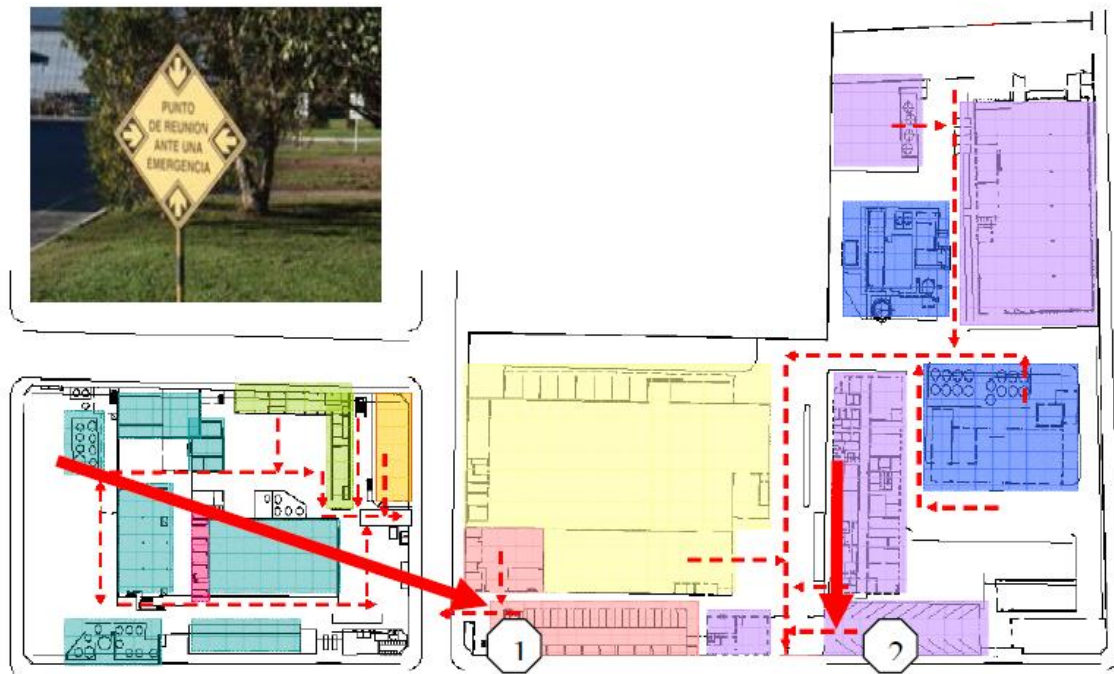 PUNTO
DE REUNION
ANTE UNA
EMERGENCIA
1
2